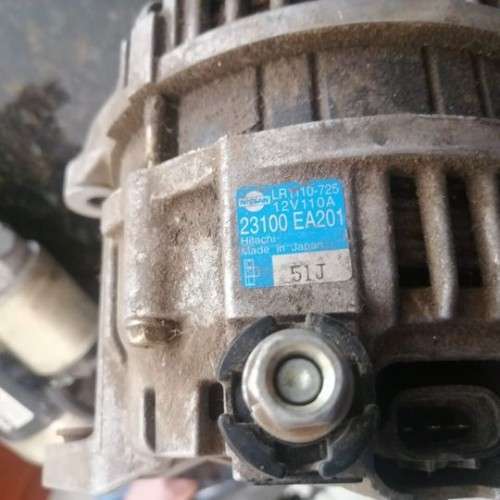 NISSAN
LR1110-725
12V110A
23100 EA201
Hitachi
Made in Japan
51J